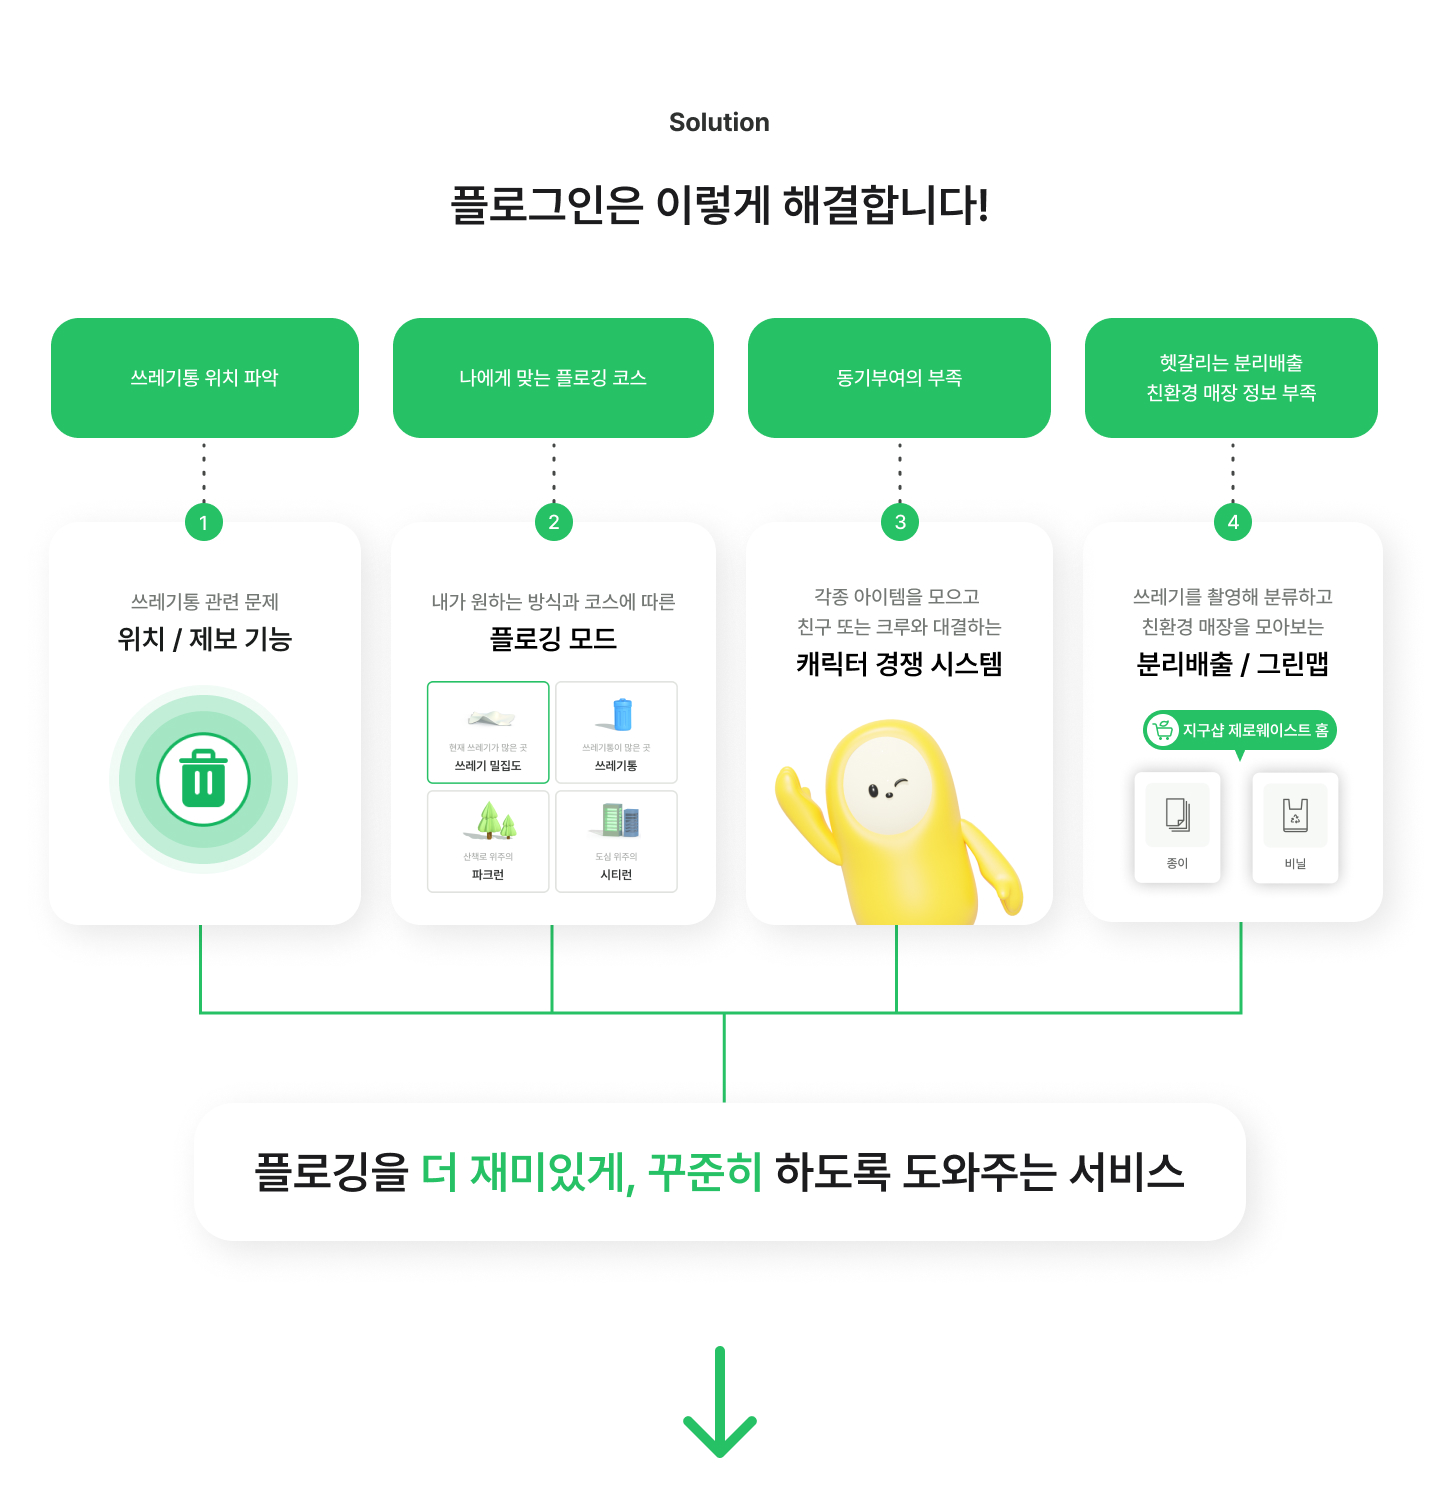 Solution
플로그인은 이렇게 해결합니다!
쓰레기통 위치 파악
나에게 맞는 플로깅 코스
동기부여의 부족
헷갈리는 분리배출
친환경 매장 정보 부족
1
2
3
4
쓰레기통 관련 문제
위치 / 제보 기능
내가 원하는 방식과 코스에 따른
플로깅 모드
현재 쓰레기가 많은 곳
쓰레기 밀집도
쓰레기통이 많은 곳
쓰레기통
산책로 위주의
파크런
도심 위주의
시티런
각종 아이템을 모으고
친구 또는 크루와 대결하는
캐릭터 경쟁 시스템
쓰레기를 촬영해 분류하고
친환경 매장을 모아보는
분리배출 / 그린맵
지구샵 제로웨이스트 홈
종이
비닐
플로깅을 더 재미있게, 꾸준히 하도록 도와주는 서비스